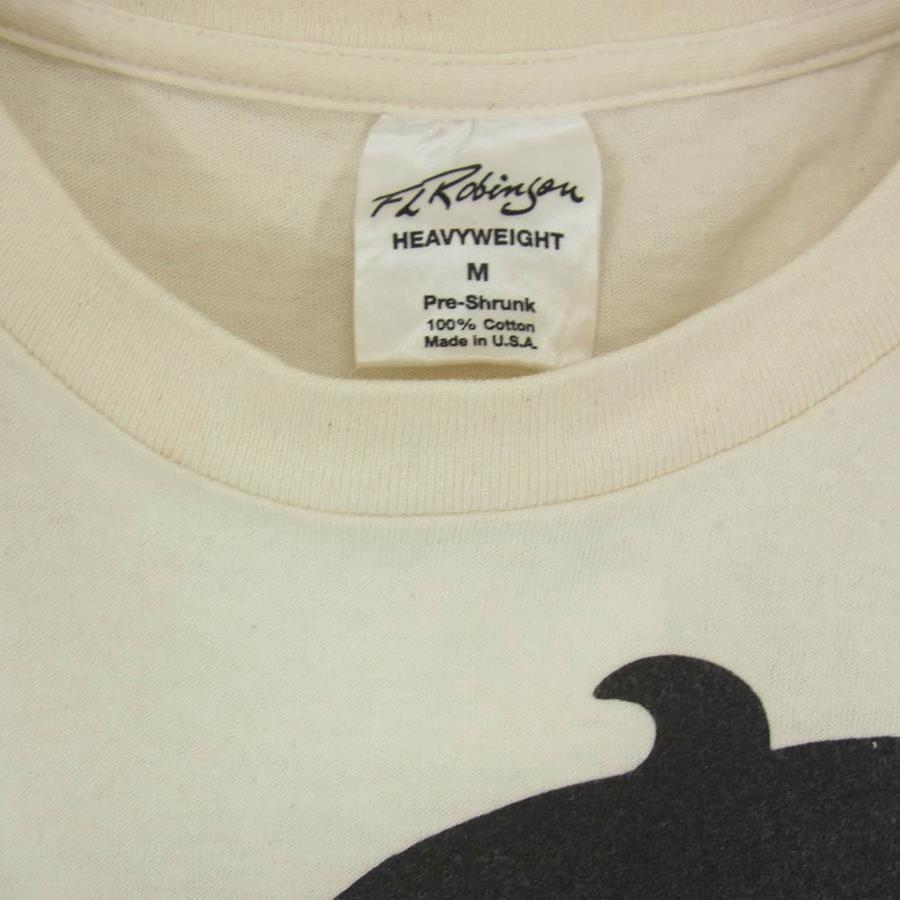 FL Robinson
HEAVYWEIGHT
M
Pre-Shrunk
100% Cotton
Made in U.S.A.